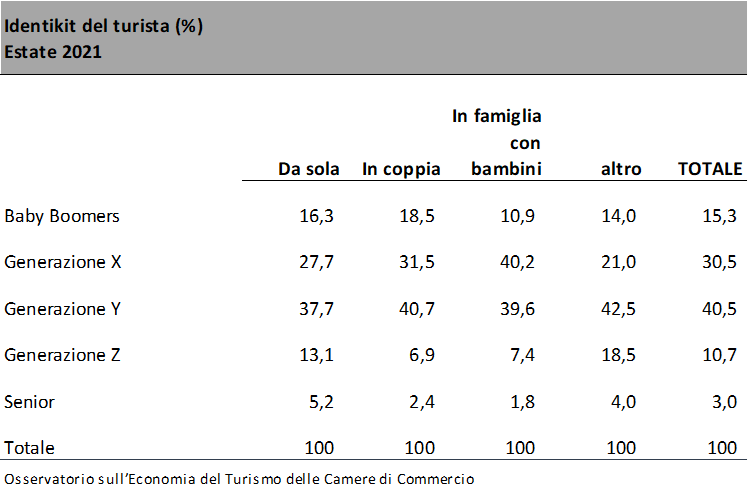 Identikit del turista (%)
Estate 2021
In famiglia
con
Da sola In coppia bambini altro TOTALE
Baby Boomers 16,3 18,5 10,9 14,0 15,3
Generazione X 27,7 31,5 40,2 21,0 30,5
Generazione Y 37,7 40,7 39,6 42,5 40,5
Generazione Z 13,1 6,9 7,4 18,5 10,7
Senior 5,2 2,4 1,8 4,0 3,0
Totale 100 100 100 100 100
Osservatorio sull’Economia del Turismo delle Camere di Commercio